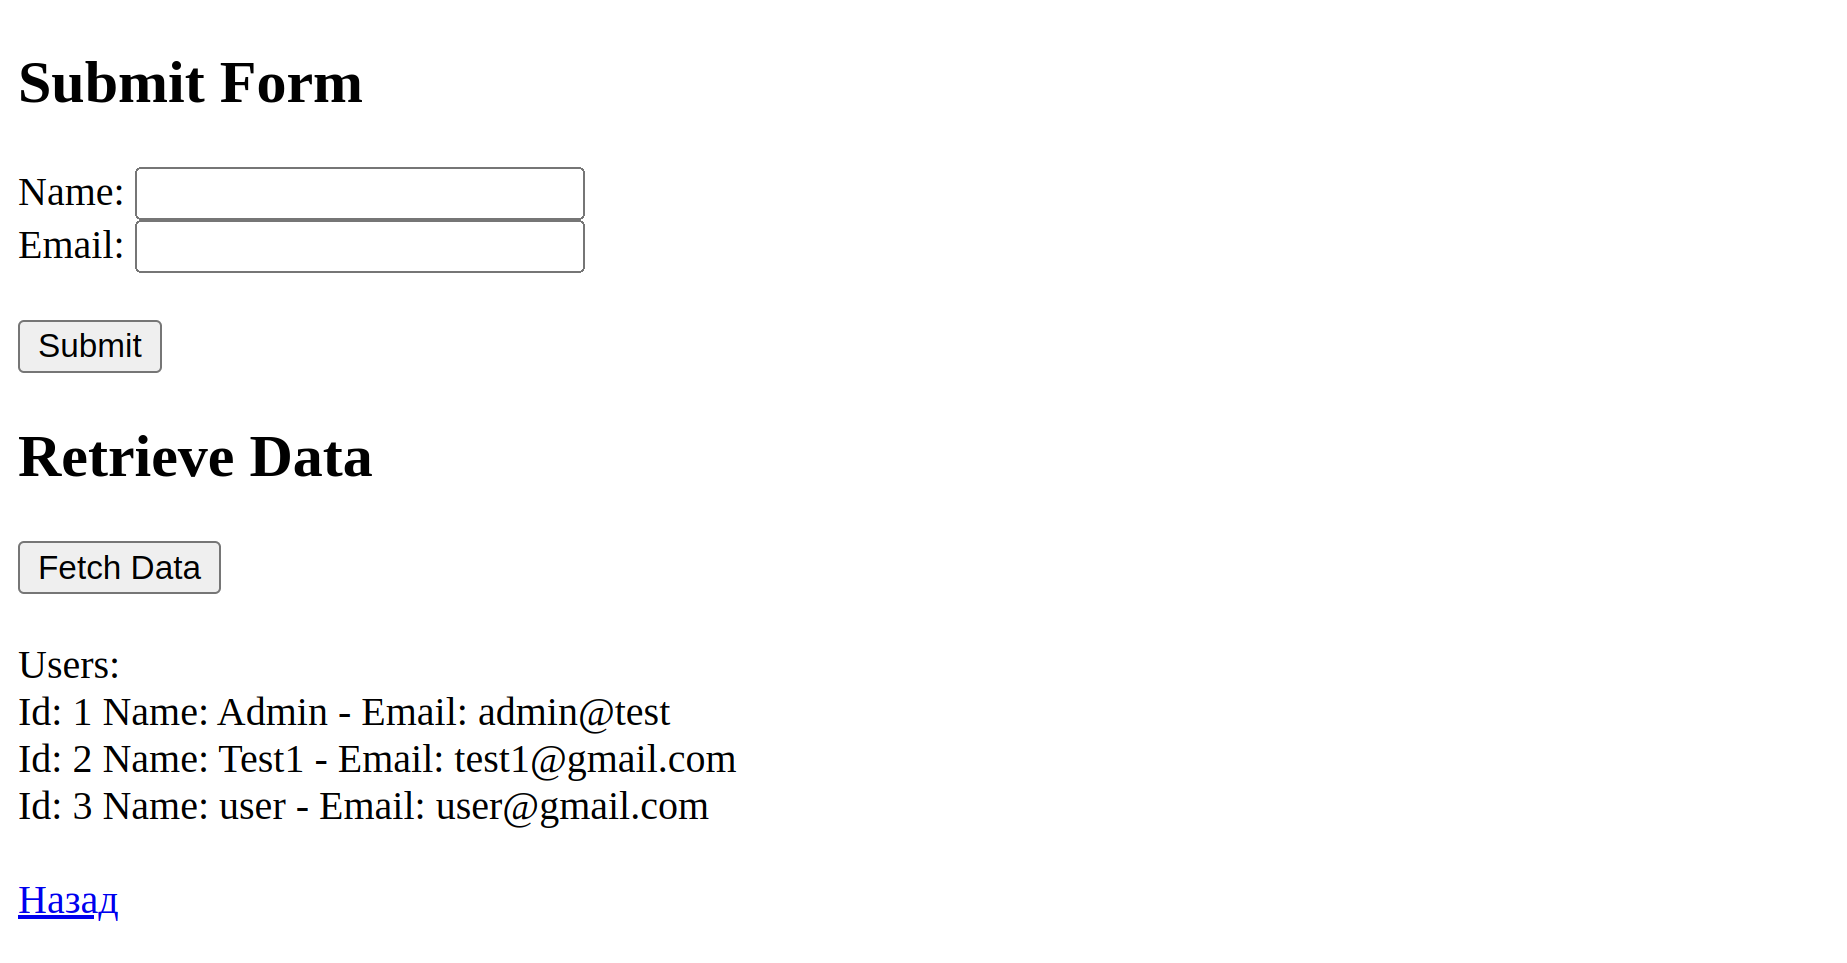 Submit Form
Name:
Email:
Submit
Retrieve Data
Fetch Data
Users:
Id: 1 Name: Admin - Email: admin@test
Id: 2 Name: Test1 - Email: test1@gmail.com
Id: 3 Name: user - Email: user@gmail.com
Назад